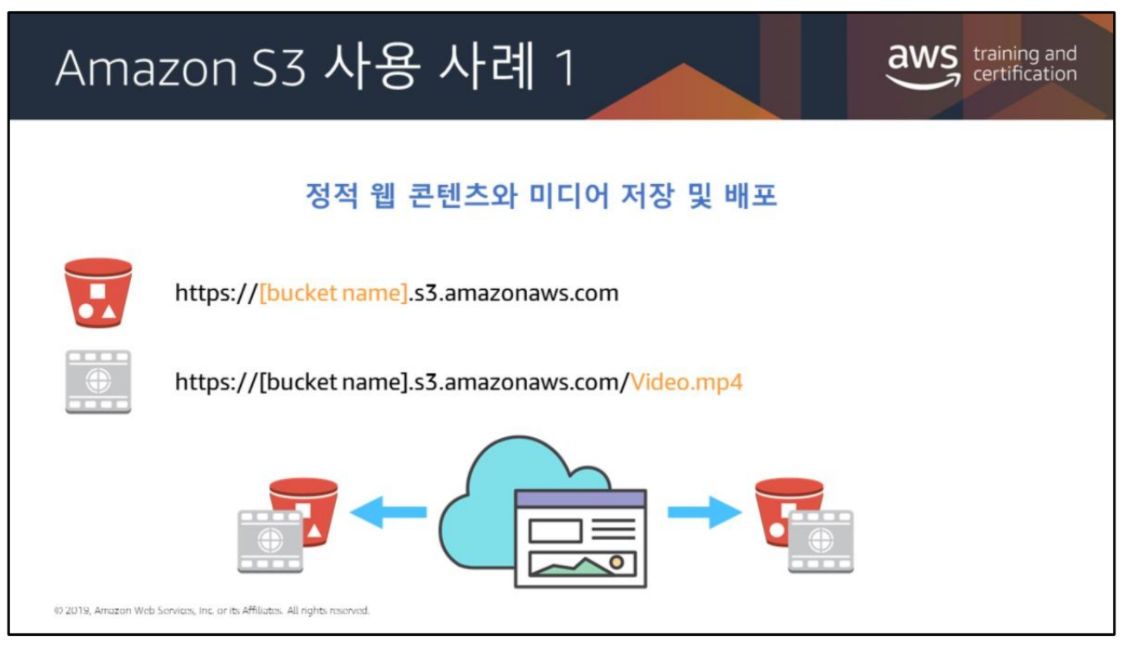 Amazon S3 사용 사례 1
aws training and
certification
정적 웹 콘텐츠와 미디어 저장 및 배포
https://[bucket name].s3.amazonaws.com
https://[bucket name].s3.amazonaws.com/Video.mp4
© 2019, Amazon Web Services, Inc. or its Affiliates. All rights reserved.